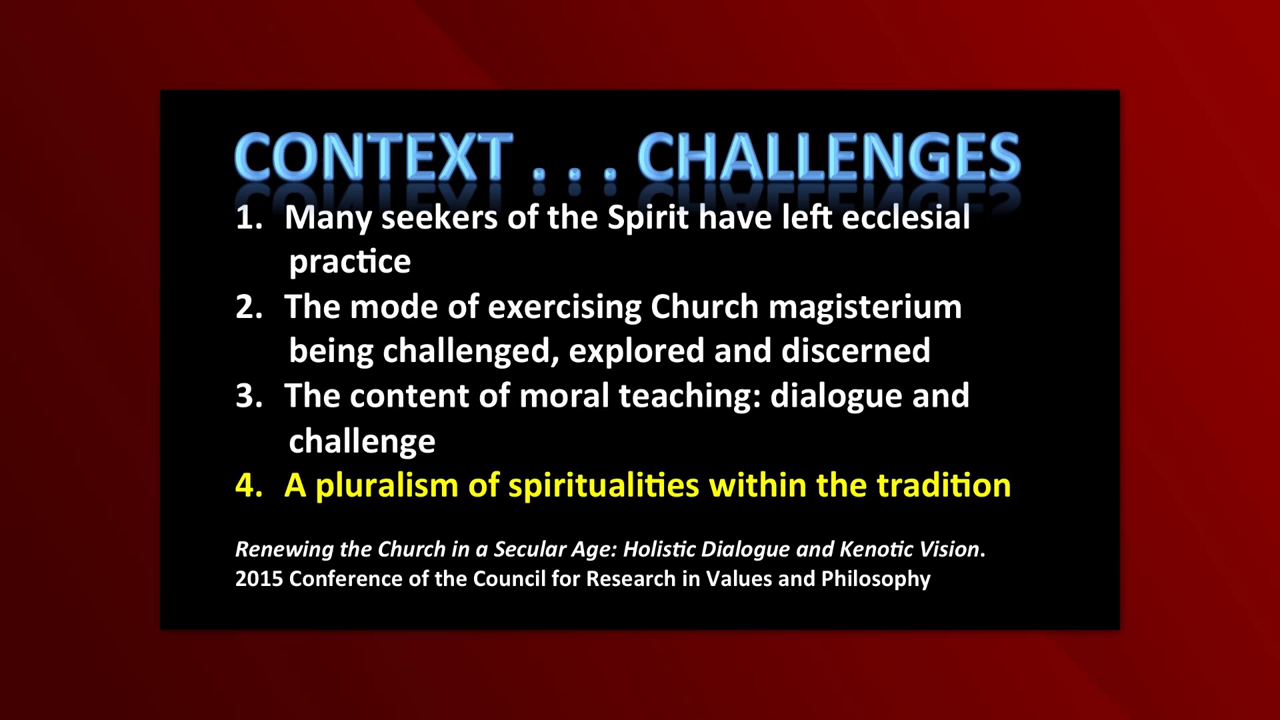 CONTEXT . . . CHALLENGES
1. Many seekers of the Spirit have left ecclesial
practice
2. The mode of exercising Church magisterium
being challenged, explored and discerned
3. The content of moral teaching: dialogue and
challenge
4. A pluralism of spiritualities within the tradition
Renewing the Church in a Secular Age: Holistic Dialogue and Kenotic Vision.
2015 Conference of the Council for Research in Values and Philosophy